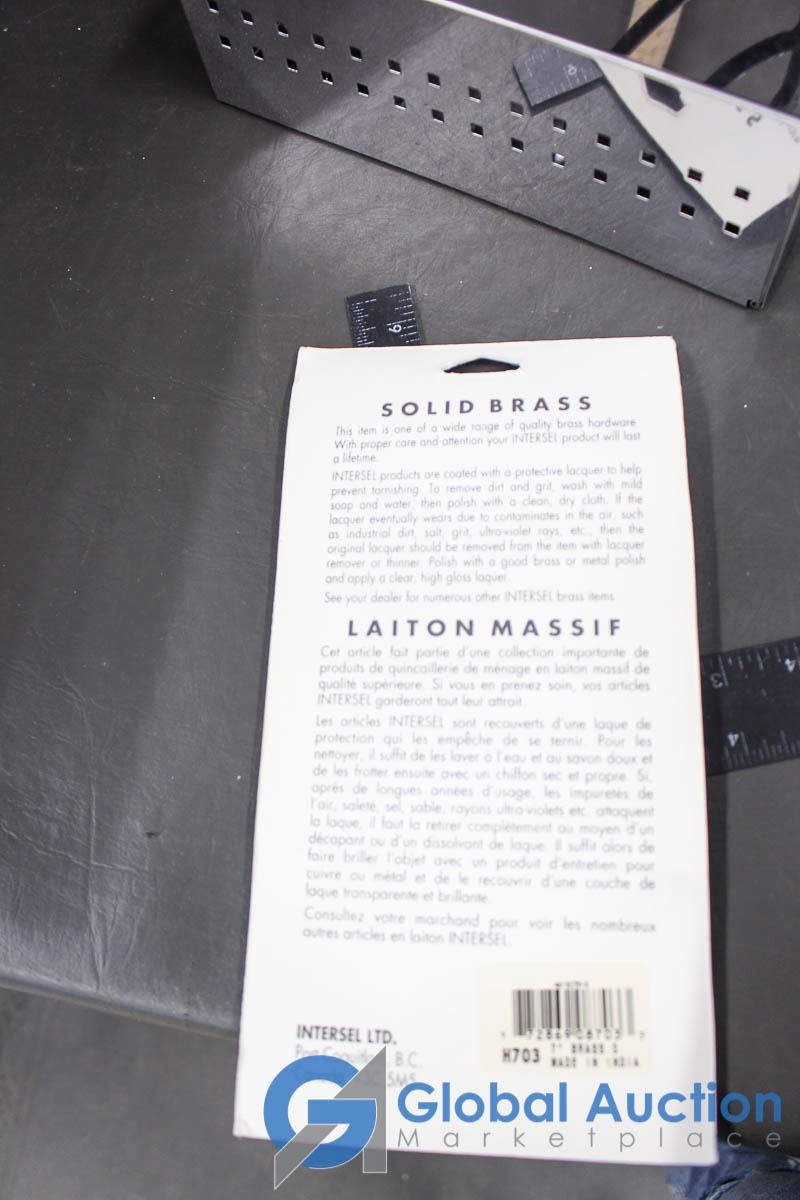 6
SOLID BRASS
This item is one of a wide range of quality brass hardware.
With proper care and attention your INTERSEL product will last
a lifetime.
INTERSEL products are coated with a protective lacquer to help
prevent tarnishing. To remove dirt and grit, wash with mild
soap and water, then polish with a clean, dry cloth. If the
lacquer eventually wears due to contaminates in the air, such
as industrial dirt, salt, grit, ultra-violet rays, etc., then the
original lacquer should be removed from the item with lacquer
remover or thinner. Polish with a good brass or metal polish
and apply a clear, high gloss laquer.
See your dealer for numerous other INTERSEL brass items.
LAITON MASSIF
Cet article fait partie d'une collection importante de
produits de quincaillerie de ménage en laiton massif de
qualité supérieure. Si vous en prenez soin, vos articles
INTERSEL garderont tout leur attrait.
Les articles INTERSEL sont recouverts d'une laque de
protection qui les empêche de se ternir. Pour les
nettoyer, il suffit de les laver à l'eau et au savon doux et
de les frotter ensuite avec un chiffon sec et propre. Si,
après de longues années d'usage, les impuretés de
l'air, saleté, sel, sable, rayons ultra-violets etc. attaquent
la laque, il faut la retirer complètement au moyen d'un
décapant ou d'un dissolvant de laque. Il suffit alors de
faire briller l'objet avec un produit d'entretien pour
cuivre ou métal et de le recouvrir d'une couche de
laque transparente et brillante.
Consultez votre marchand pour voir les nombreux
autres articles en laiton INTERSEL.
3 4
4
INTERSEL LTD.
Port Coquitlam, B.C.
5M5
H703 7" BRASS D
MADE IN INDIA
Global Auction
Marketplace